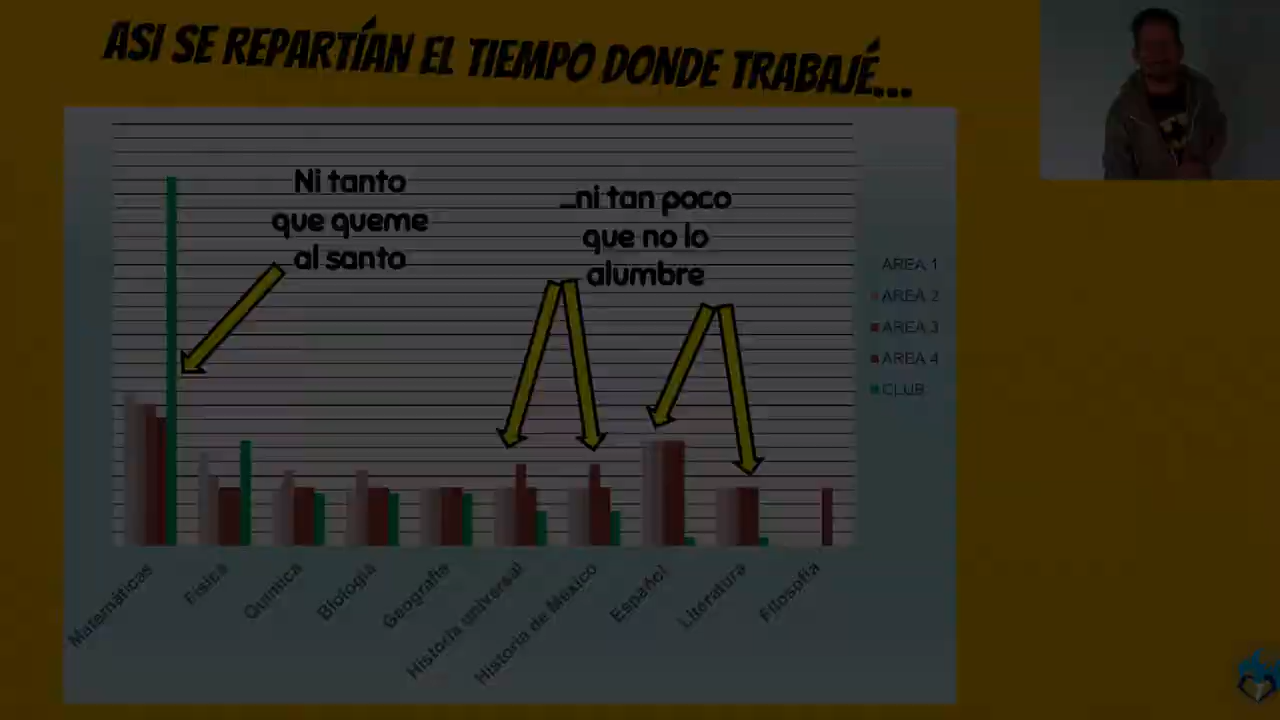 ASI SE REPARTÍAN EL TIEMPO DONDE TRABAJÉ...
Ni tanto
que queme
al santo
...ni tan poco
que no lo
alumbre
AREA 1
AREA 2
AREA 3
AREA 4
CLUB
Matemáticas
Física
Química
Biología
Geografía
Historia universal
Historia de México
Español
Literatura
Filosofía